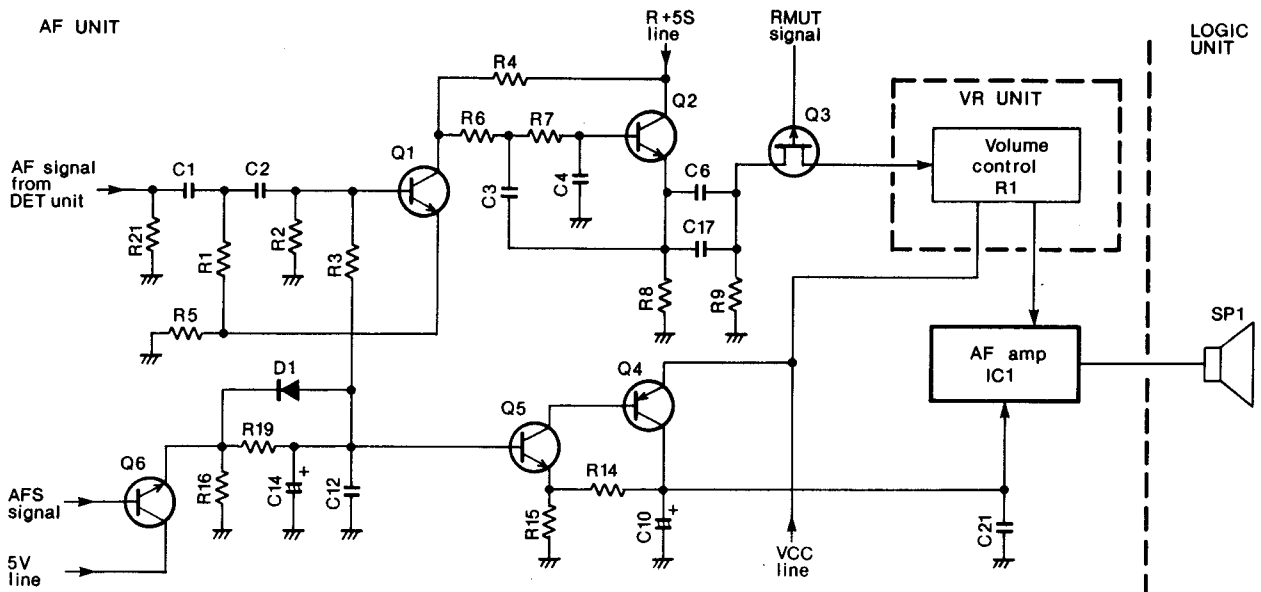 AF UNIT
R+5S
line
RMUT
signal
LOGIC
UNIT
R4
Q2
Q3
VR UNIT
R6
R7
Q1
Volume
control
R1
AF signal
from
DET unit
C1
C2
C3
C4
C6
C17
R21
R1
R2
R3
R8
R9
R5
SP1
AF amp
IC1
D1
Q4
Q5
R19
Q6
R16
C14
+
C12
R14
AFS
signal
R15
C10
+
C21
5V
line
VCC
line